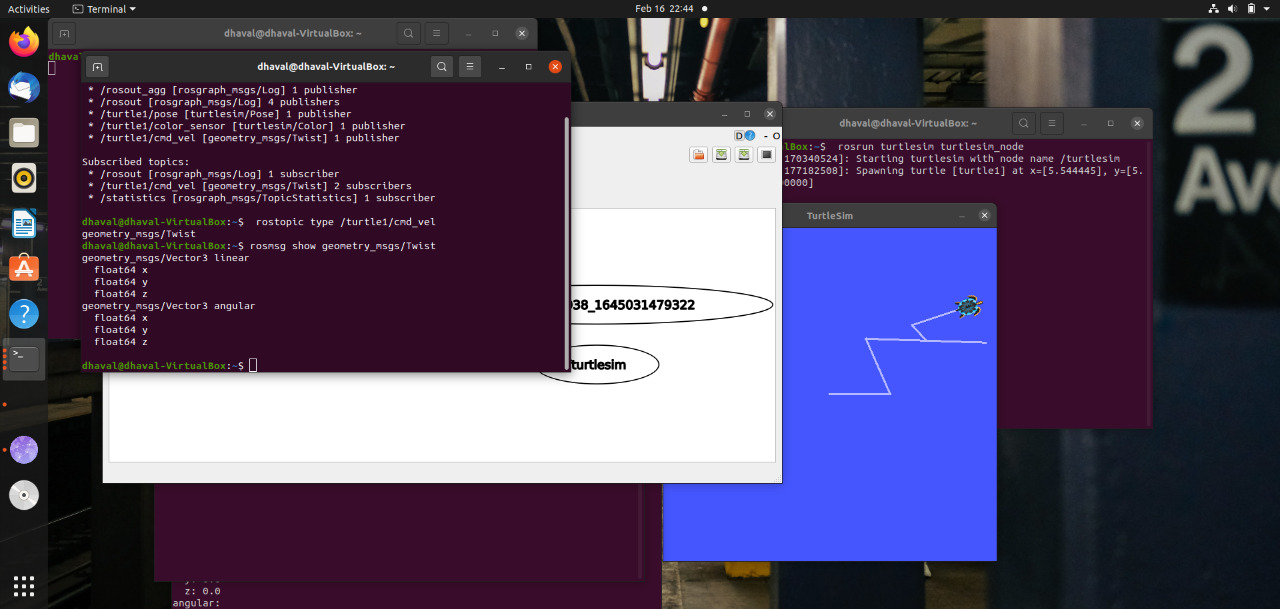 Activities
Terminal
Feb 16 22:44
dhaval@dhaval-VirtualBox: ~
dhaval@dhaval-VirtualBox: ~
* /rosout_agg [rosgraph_msgs/Log] 1 publisher
* /rosout [rosgraph_msgs/Log] 4 publishers
* /turtle1/pose [turtlesim/Pose] 1 publisher
* /turtle1/color_sensor [turtlesim/Color] 1 publisher
* /turtle1/cmd_vel [geometry_msgs/Twist] 1 publisher
Subscribed topics:
* /rosout [rosgraph_msgs/Log] 1 subscriber
* /turtle1/cmd_vel [geometry_msgs/Twist] 2 subscribers
* /statistics [rosgraph_msgs/TopicStatistics] 1 subscriber
dhaval@dhaval-VirtualBox:~$ rostopic type /turtle1/cmd_vel
geometry_msgs/Twist
dhaval@dhaval-VirtualBox:~$ rosmsg show geometry_msgs/Twist
geometry_msgs/Vector3 linear
float64 x
float64 y
float64 z
geometry_msgs/Vector3 angular
float64 x
float64 y
float64 z
dhaval@dhaval-VirtualBox:~$
dhaval
D
- O
38_1645031479322
turtlesim
dhaval@dhaval-VirtualBox: ~
lBox:~$ rosrun turtlesim turtlesim_node
170340524]: Starting turtlesim with node name /turtlesim
177182508]: Spawning turtle [turtle1] at x=[5.544445], y=[5.
0000]
TurtleSim
z: 0.0
angular:
2
Av